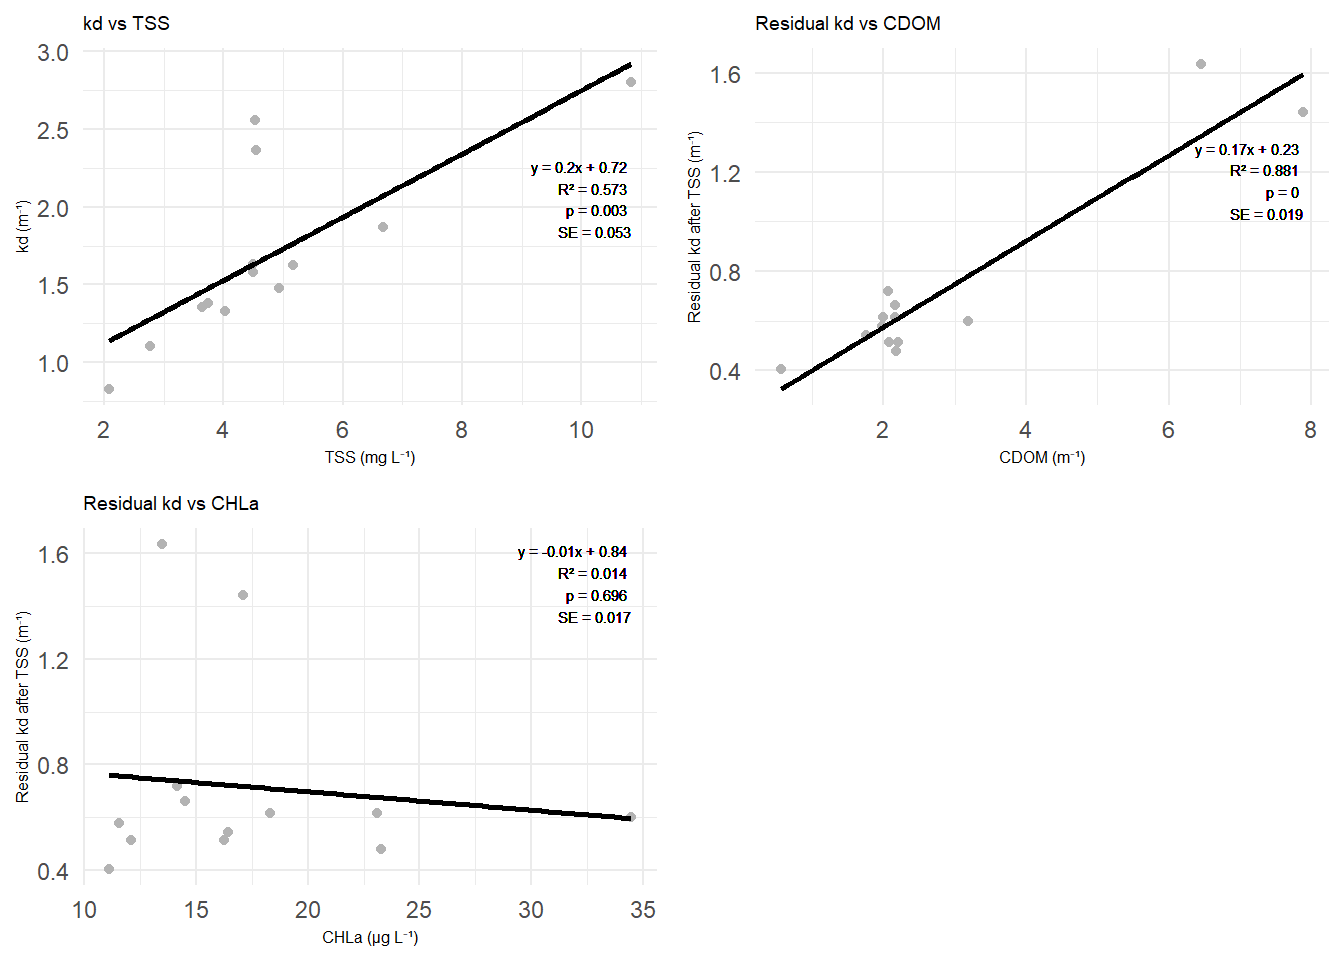 kd vs TSS
3.0
2.5
2.0
1.5
1.0
kd (m⁻¹)
y = 0.2x + 0.72
R² = 0.573
p = 0.003
SE = 0.053
2 4 6 8 10
TSS (mg L⁻¹)
Residual kd vs CDOM
1.6
1.2
0.8
0.4
Residual kd after TSS (m⁻¹)
y = 0.17x + 0.23
R² = 0.881
p = 0
SE = 0.019
2 4 6 8
CDOM (m⁻¹)
Residual kd vs CHLa
1.6
1.2
0.8
0.4
Residual kd after TSS (m⁻¹)
y = -0.01x + 0.84
R² = 0.014
p = 0.696
SE = 0.017
10 15 20 25 30 35
CHLa (µg L⁻¹)